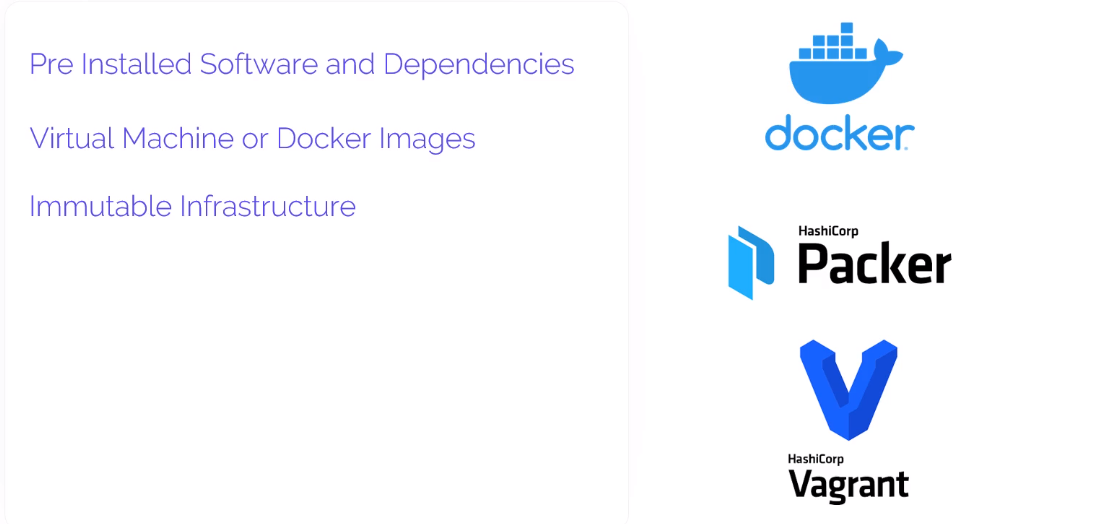 Pre Installed Software and Dependencies
Virtual Machine or Docker Images
Immutable Infrastructure
docker
HashiCorp
Packer
HashiCorp
Vagrant